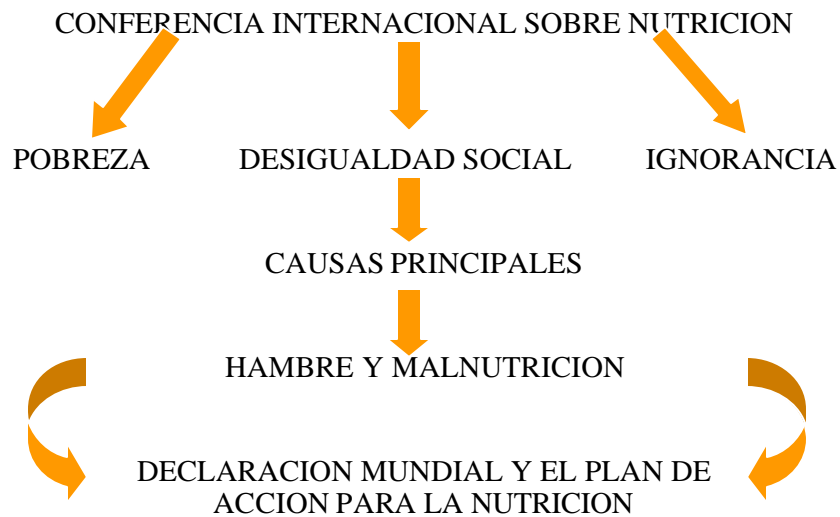 CONFERENCIA INTERNACIONAL SOBRE NUTRICION
POBREZA DESIGUALDAD SOCIAL IGNORANCIA
CAUSAS PRINCIPALES
HAMBRE Y MALNUTRICION
DECLARACION MUNDIAL Y EL PLAN DE
ACCION PARA LA NUTRICION